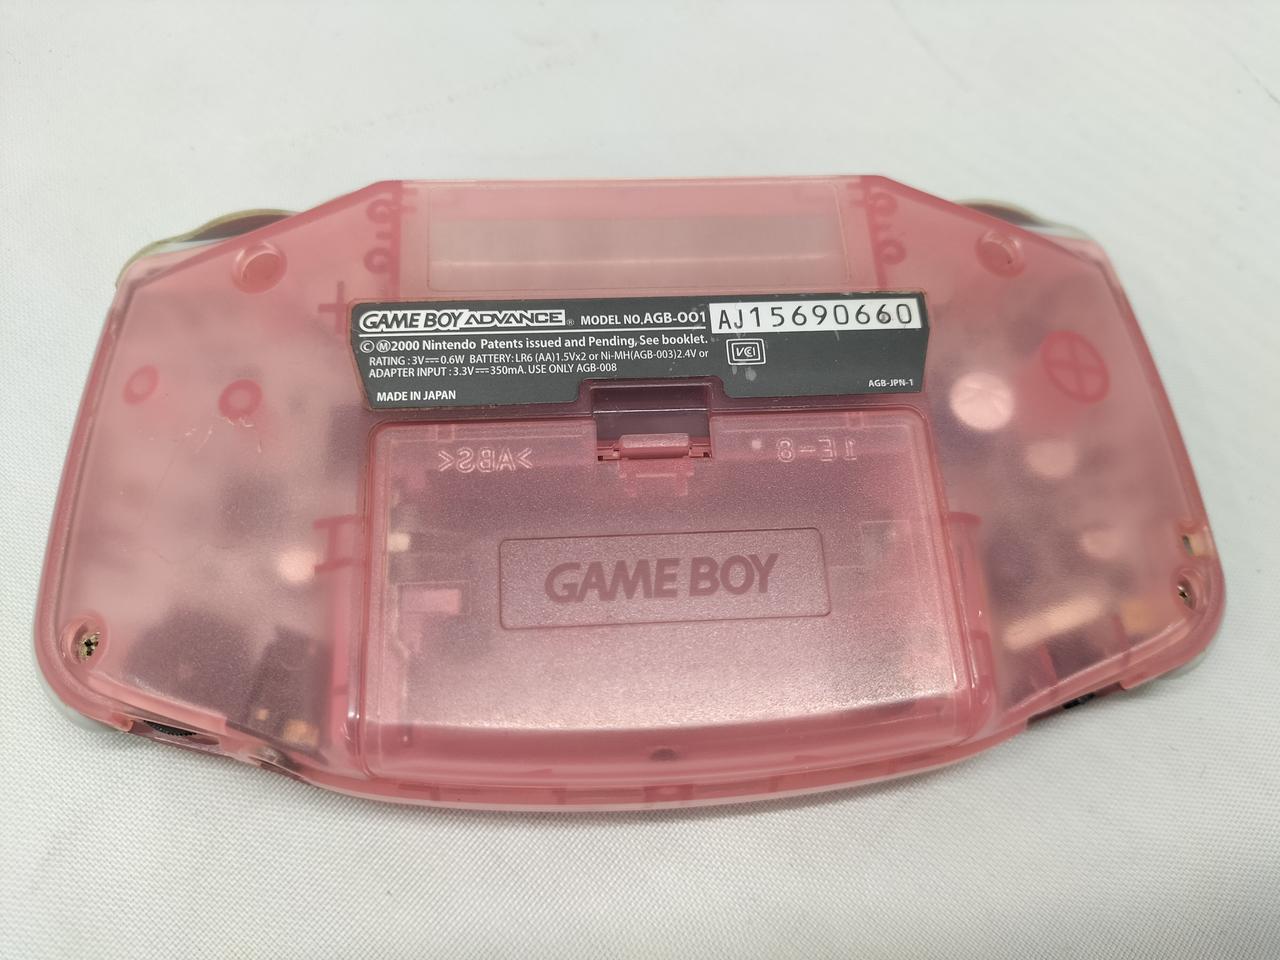 GAME BOY ADVANCE® MODEL NO.AGB-001 AJ15690660
© Ⓜ2000 Nintendo Patents issued and Pending, See booklet.
RATING : 3V⎓0.6W BATTERY: LR6 (AA)1.5Vx2 or Ni-MH(AGB-003)2.4V or
ADAPTER INPUT : 3.3V⎓350mA. USE ONLY AGB-008
VCI
MADE IN JAPAN
AGB-JPN-1
>ABS<
1E-8
GAME BOY